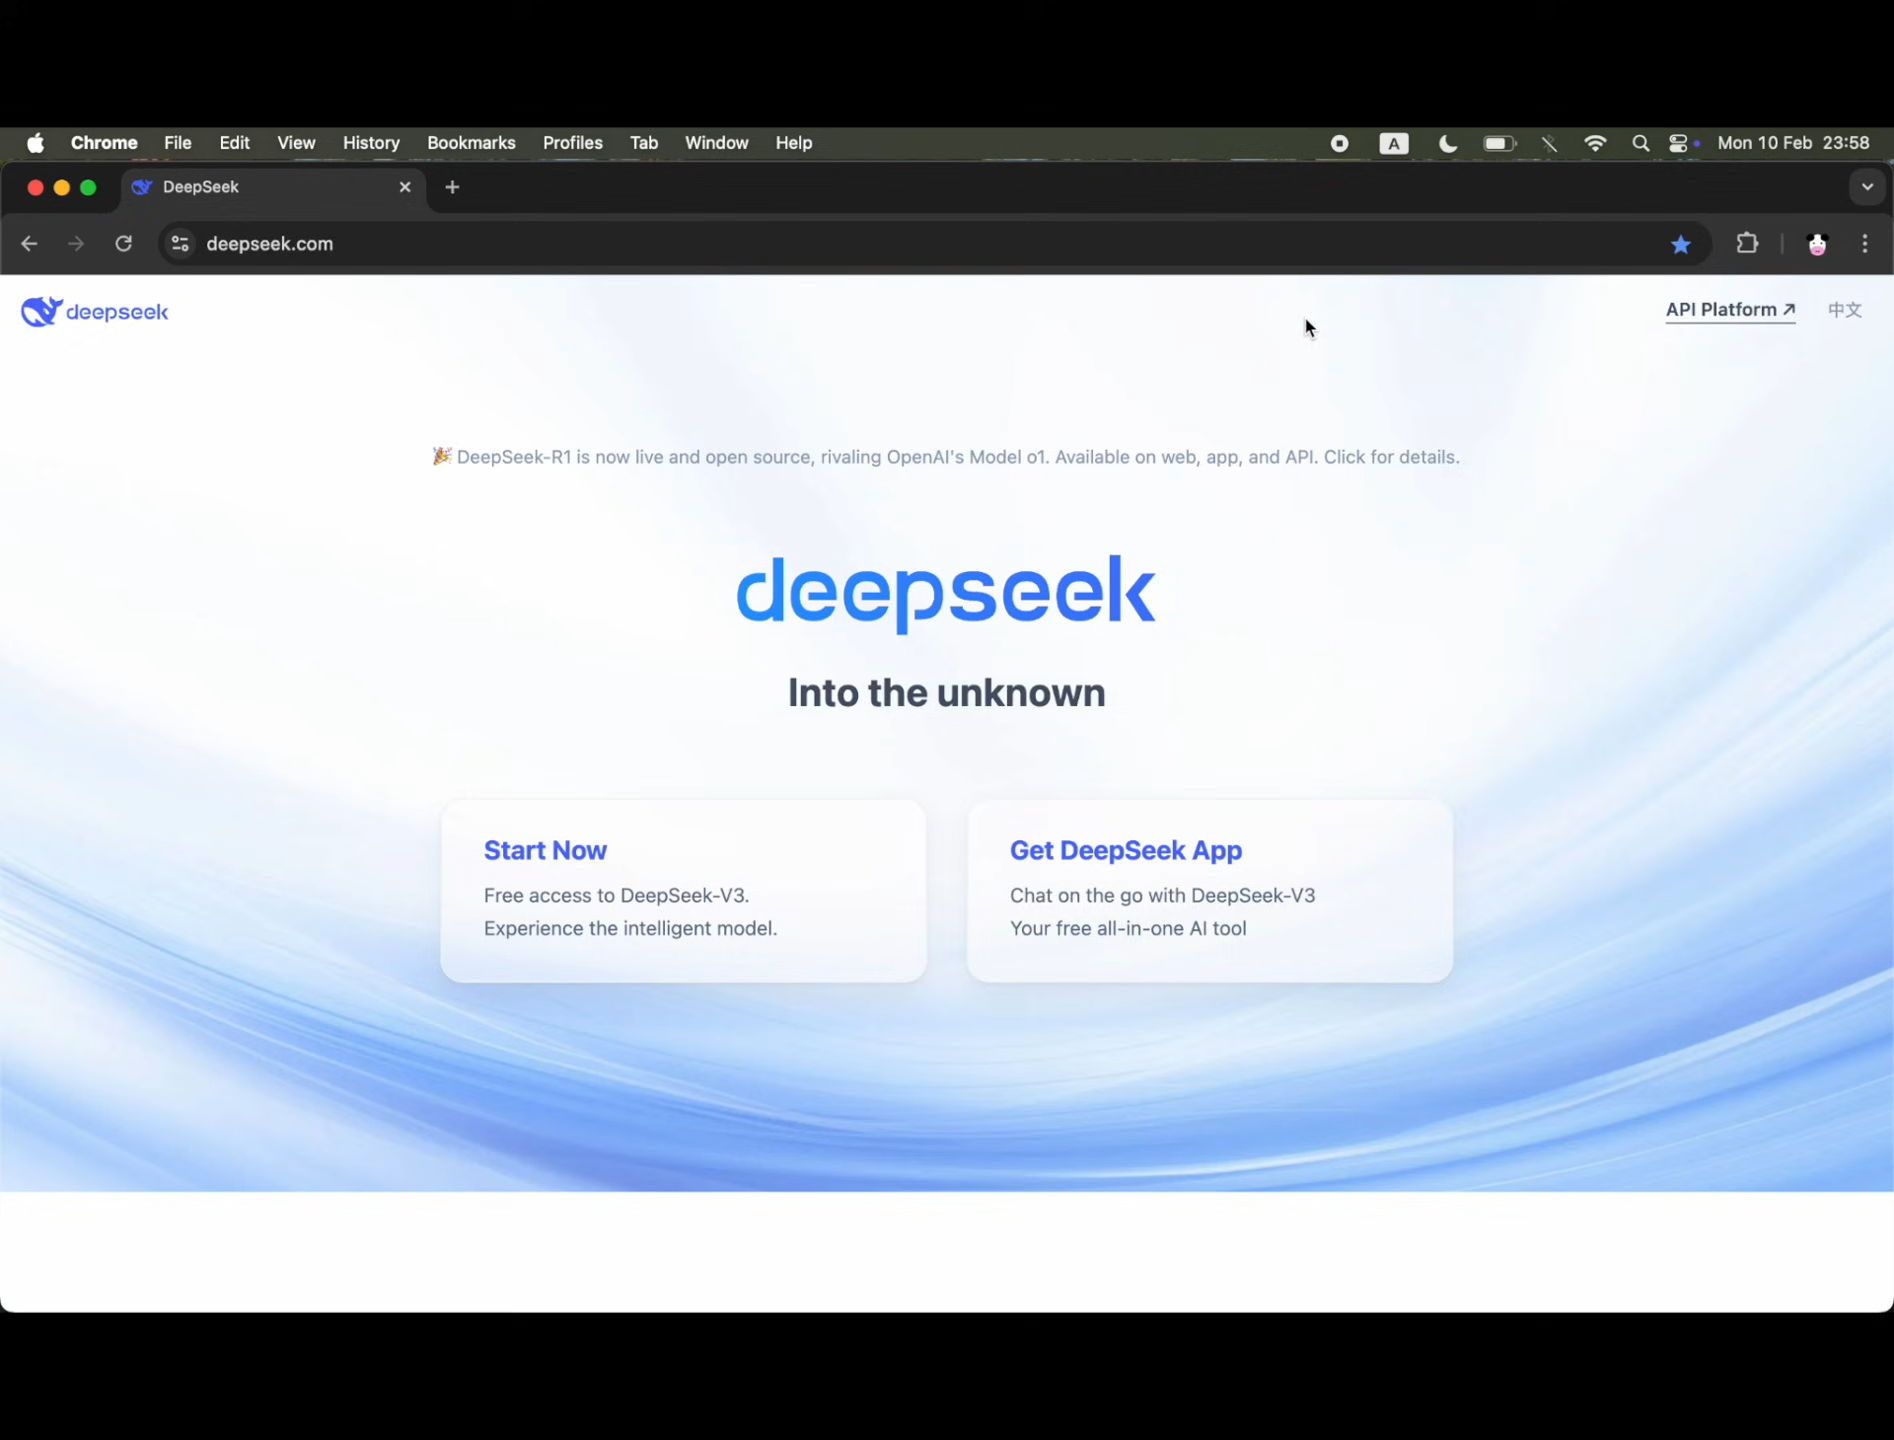 Chrome File Edit View History Bookmarks Profiles Tab Window Help A Mon 10 Feb 23:58
DeepSeek
deepseek.com
deepseek API Platform ↗ 中文
🎉 DeepSeek-R1 is now live and open source, rivaling OpenAI's Model o1. Available on web, app, and API. Click for details.
deepseek
Into the unknown
Start Now
Free access to DeepSeek-V3.
Experience the intelligent model.
Get DeepSeek App
Chat on the go with DeepSeek-V3
Your free all-in-one AI tool